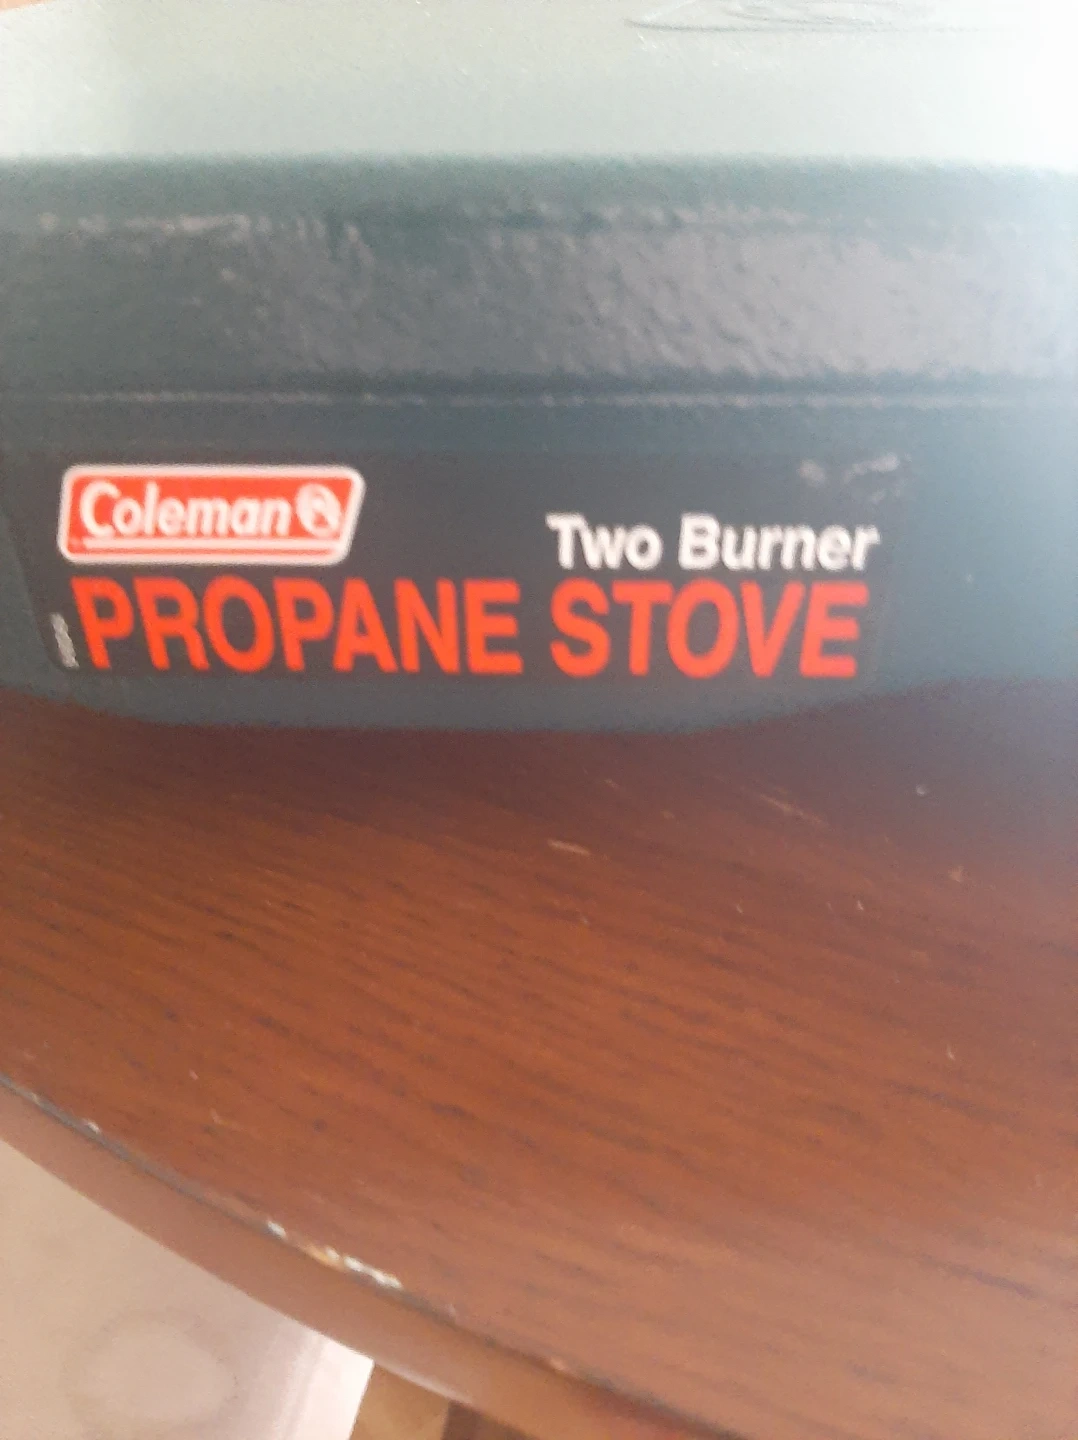 Coleman
Two Burner
PROPANE STOVE